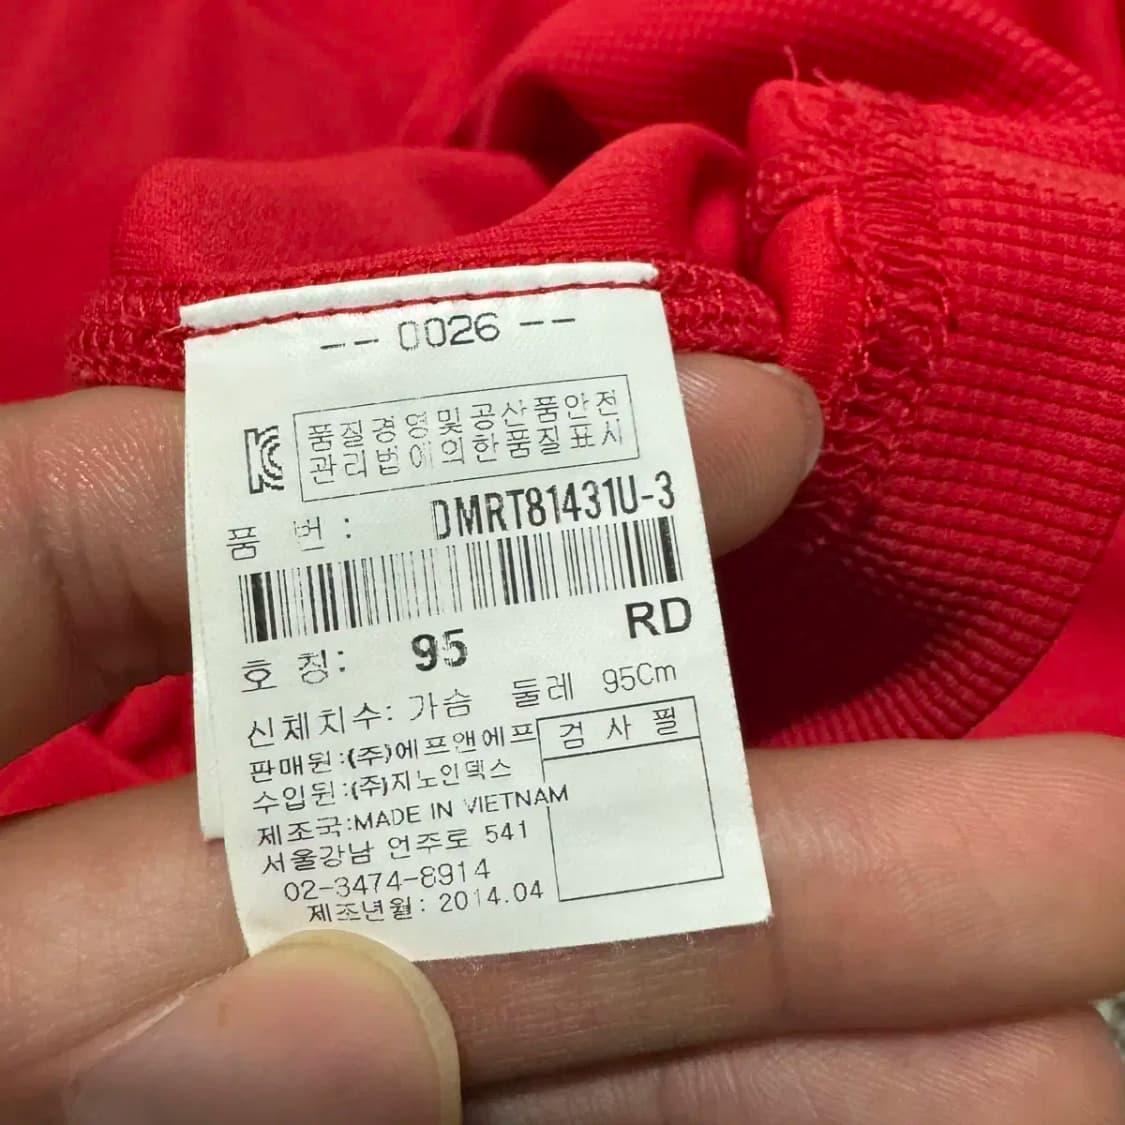 -- 0026 --
품질경영및공산품안전
관리법에의한품질표시
품 번: DMRT81431U-3
RD
호 칭: 95
신체치수: 가슴 둘레 95Cm
판매원:(주)에프앤에프
검 사 필
수입원:(주)지노인덱스
제조국:MADE IN VIETNAM
서울강남 언주로 541
02-3474-8914
제조년월: 2014.04